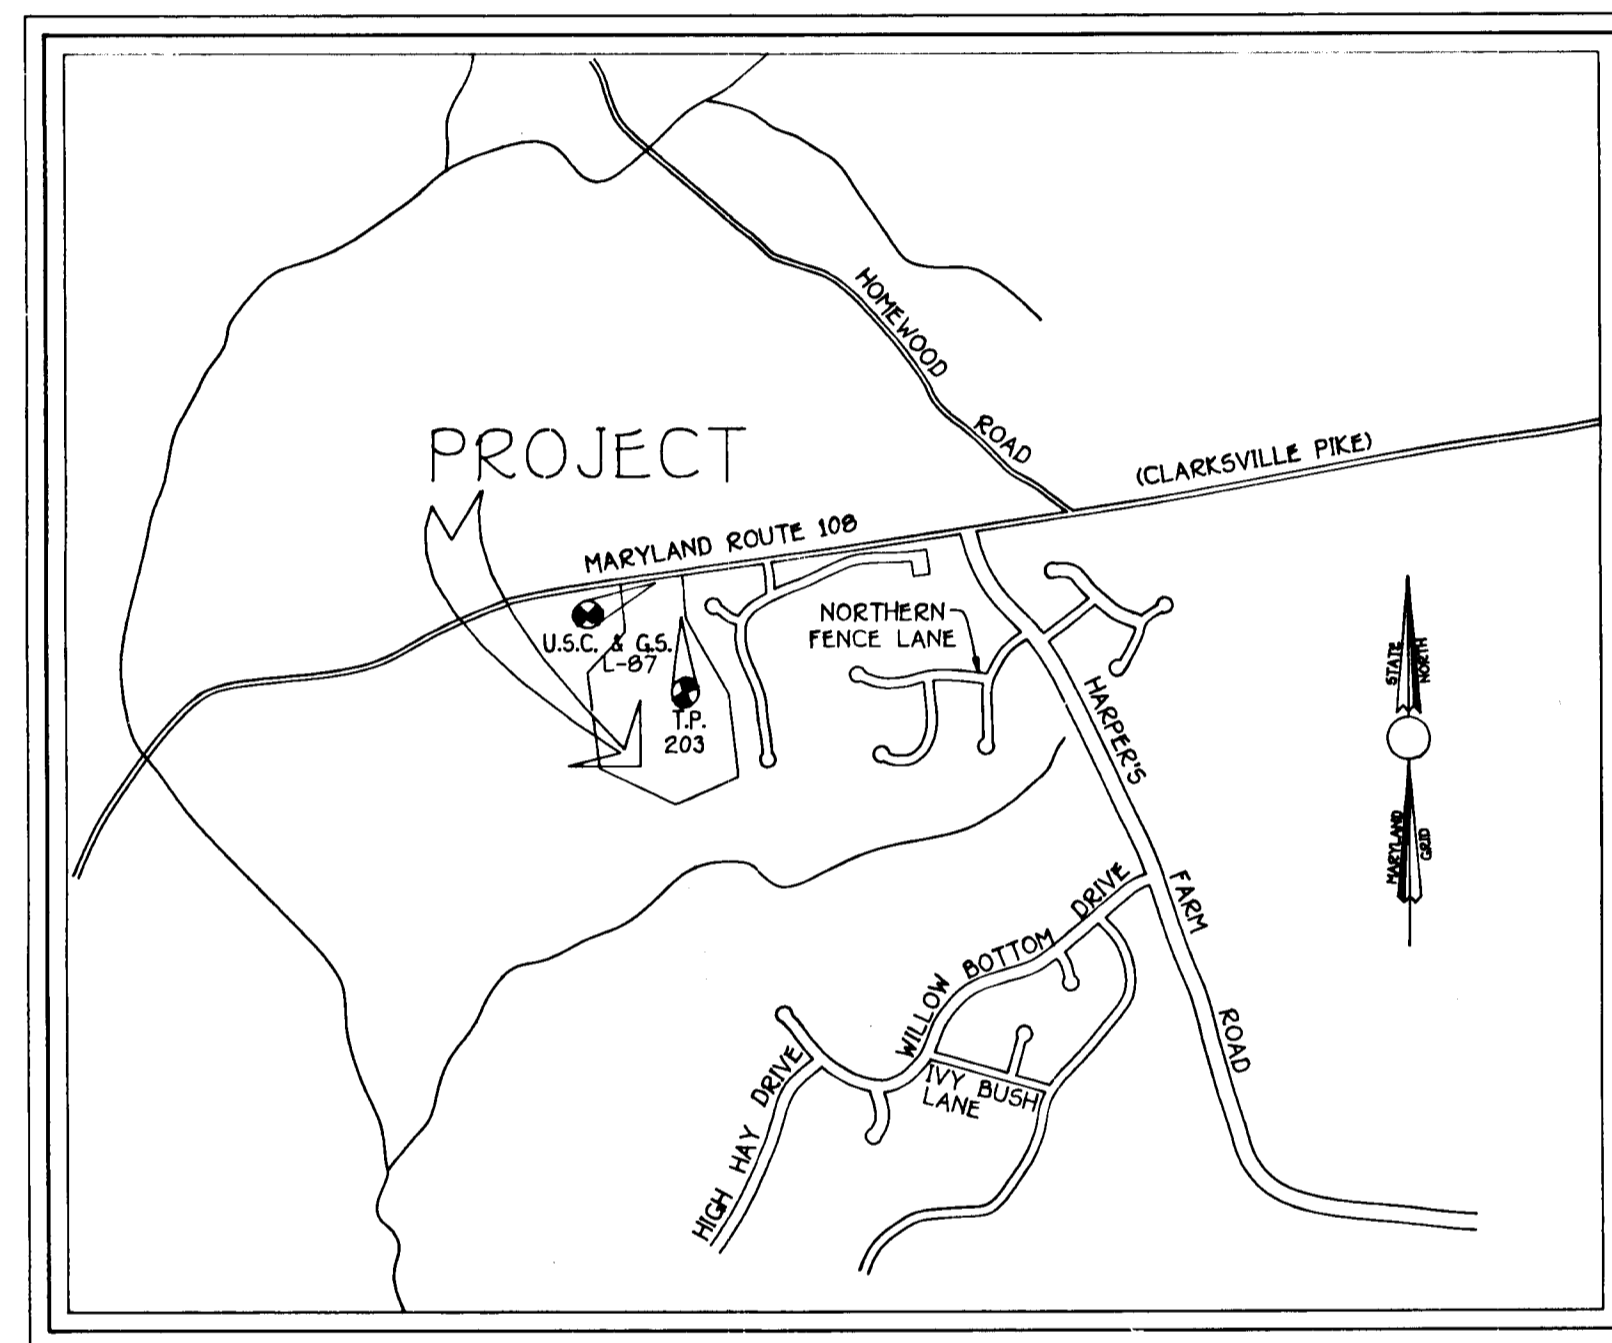 HOMEWOOD ROAD
(CLARKSVILLE PIKE)
PROJECT
MARYLAND ROUTE 108
U.S.C. & G.S.
L-87
T.P.
203
NORTHERN
FENCE LANE
HARPER'S FARM ROAD
STATE
NORTH
MARYLAND
GRID
WILLOW BOTTOM DRIVE
IVY BUSH
LANE
HIGH HAY DRIVE